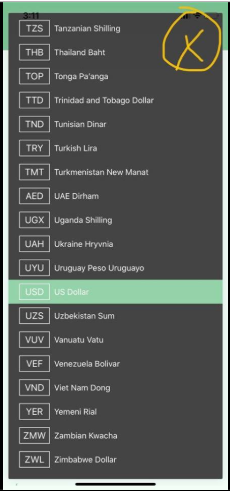 3:11
TZS Tanzanian Shilling
THB Thailand Baht
TOP Tonga Pa'anga
TTD Trinidad and Tobago Dollar
TND Tunisian Dinar
TRY Turkish Lira
TMT Turkmenistan New Manat
AED UAE Dirham
UGX Uganda Shilling
UAH Ukraine Hryvnia
UYU Uruguay Peso Uruguayo
USD US Dollar
UZS Uzbekistan Sum
VUV Vanuatu Vatu
VEF Venezuela Bolivar
VND Viet Nam Dong
YER Yemeni Rial
ZMW Zambian Kwacha
ZWL Zimbabwe Dollar
X